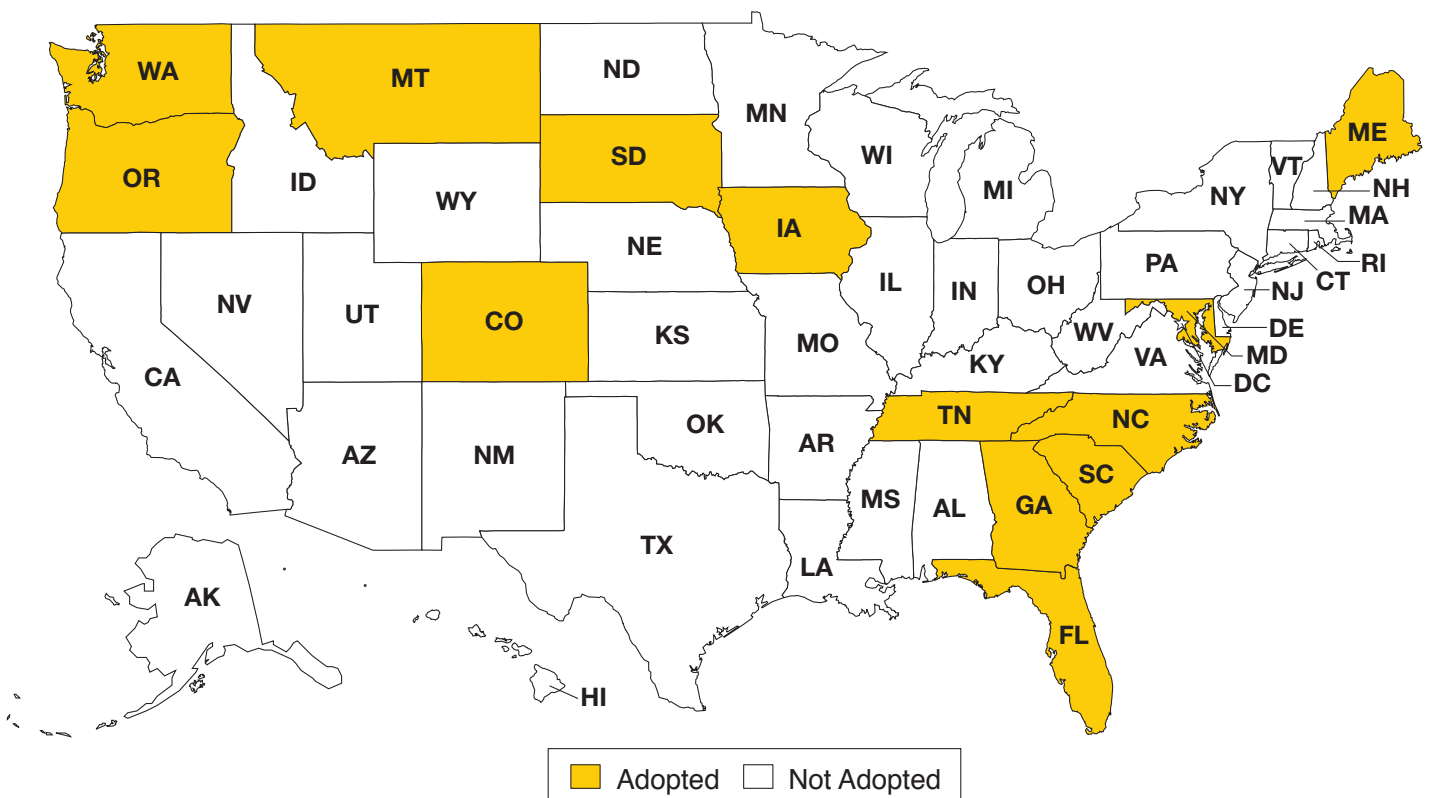 WA
MT
ND
MN
OR
ID
SD
WI
MI
ME
VT
NY
NH
MA
WY
IA
NE
PA
RI
CT
NV
UT
CO
IL
IN
OH
NJ
DE
MD
DC
CA
KS
MO
KY
WV
VA
AZ
NM
OK
AR
TN
NC
SC
MS
AL
GA
TX
LA
AK
HI
FL
Adopted
Not Adopted